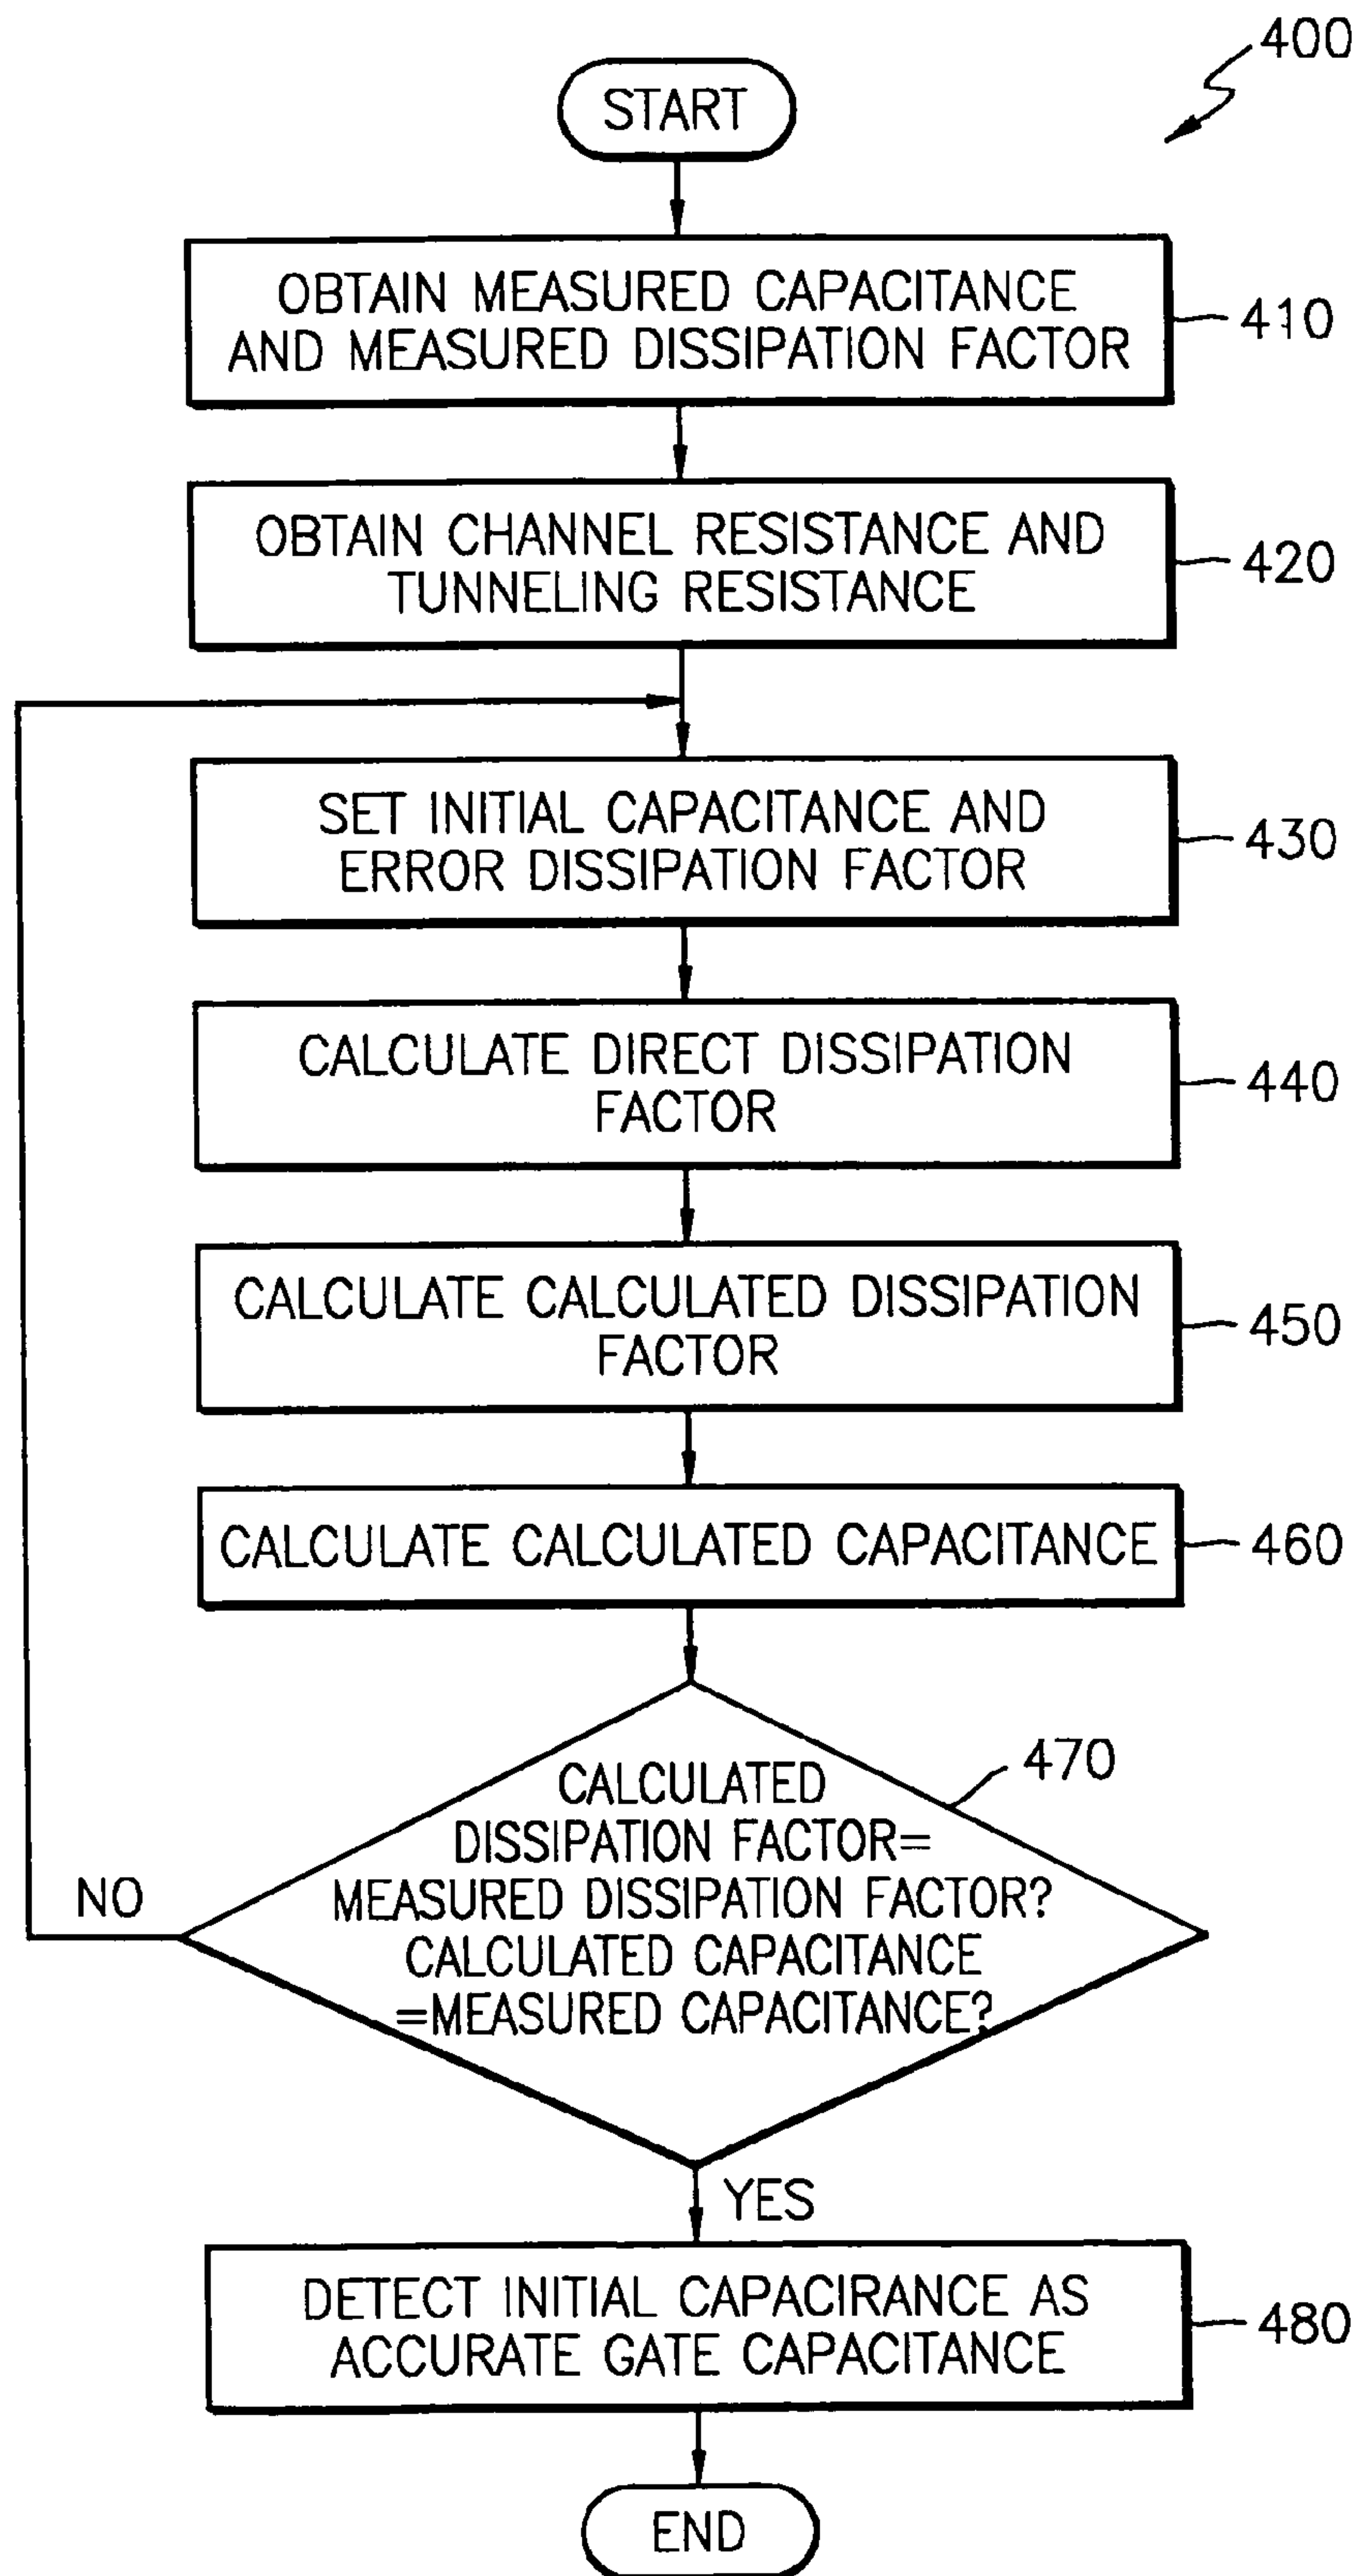 400
START
OBTAIN MEASURED CAPACITANCE
AND MEASURED DISSIPATION FACTOR
410
OBTAIN CHANNEL RESISTANCE AND
TUNNELING RESISTANCE
420
SET INITIAL CAPACITANCE AND
ERROR DISSIPATION FACTOR
430
CALCULATE DIRECT DISSIPATION
FACTOR
440
CALCULATE CALCULATED DISSIPATION
FACTOR
450
CALCULATE CALCULATED CAPACITANCE
460
470
CALCULATED
DISSIPATION FACTOR=
MEASURED DISSIPATION FACTOR?
CALCULATED CAPACITANCE
=MEASURED CAPACITANCE?
NO
YES
DETECT INITIAL CAPACIRANCE AS
ACCURATE GATE CAPACITANCE
480
END